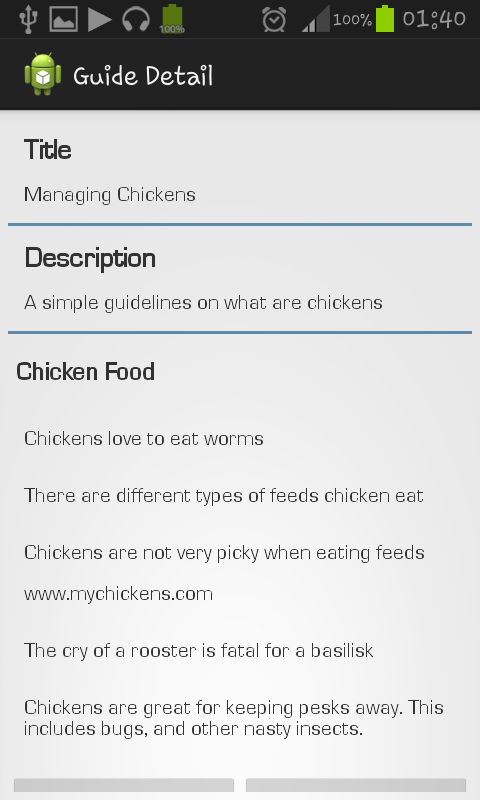 100%
100%
01:40
Guide Detail
Title
Managing Chickens
Description
A simple guidelines on what are chickens
Chicken Food
Chickens love to eat worms
There are different types of feeds chicken eat
Chickens are not very picky when eating feeds
www.mychickens.com
The cry of a rooster is fatal for a basilisk
Chickens are great for keeping pesks away. This
includes bugs, and other nasty insects.